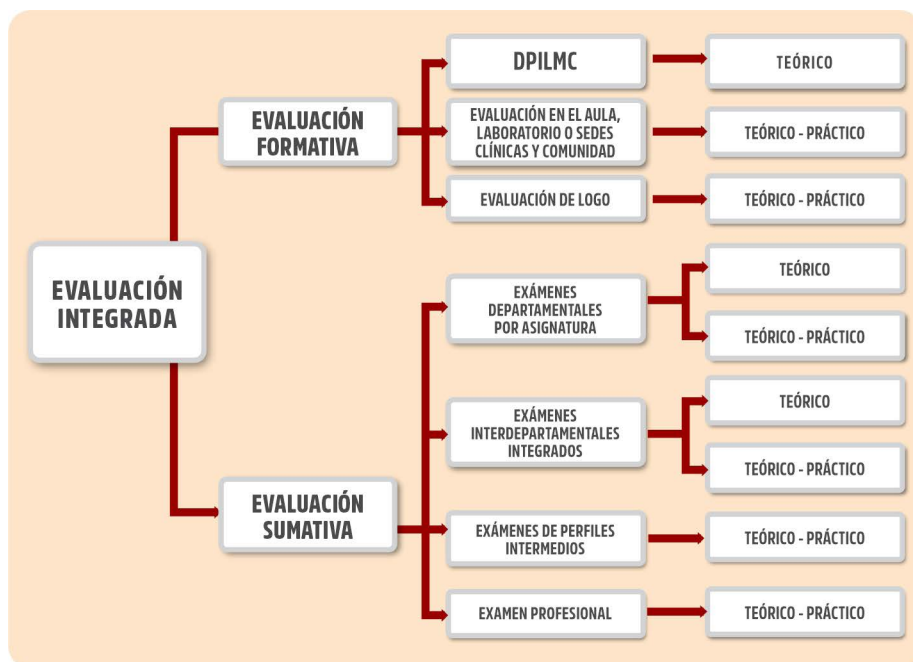 DPILMC
TEÓRICO
EVALUACIÓN
FORMATIVA
EVALUACIÓN EN EL AULA,
LABORATORIO O SEDES
CLÍNICAS Y COMUNIDAD
TEÓRICO - PRÁCTICO
EVALUACIÓN DE LOGO
TEÓRICO - PRÁCTICO
EVALUACIÓN
INTEGRADA
EXÁMENES
DEPARTAMENTALES
POR ASIGNATURA
TEÓRICO
TEÓRICO - PRÁCTICO
EXÁMENES
INTERDEPARTAMENTALES
INTEGRADOS
TEÓRICO
TEÓRICO - PRÁCTICO
EVALUACIÓN
SUMATIVA
EXÁMENES DE PERFILES
INTERMEDIOS
TEÓRICO - PRÁCTICO
EXAMEN PROFESIONAL
TEÓRICO - PRÁCTICO